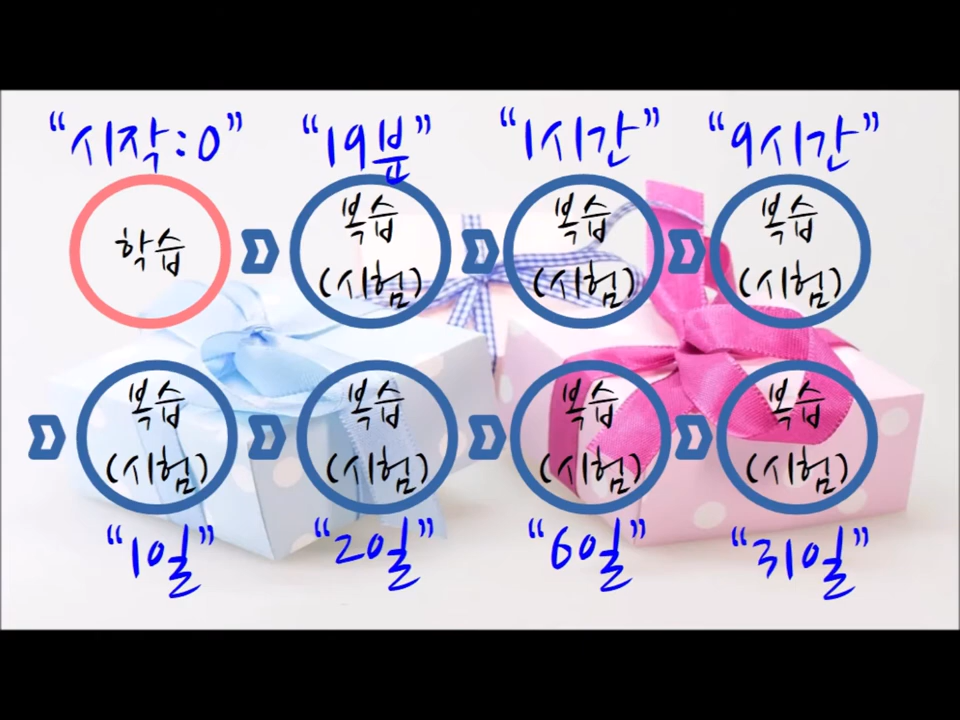 “시작:0” “19분” “1시간” “9시간”
학습 복습 복습 복습
(시험) (시험) (시험)
복습 복습 복습 복습
(시험) (시험) (시험) (시험)
“1일” “2일” “6일” “31일”